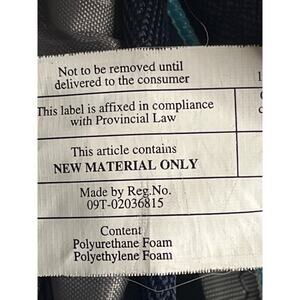 Not to be removed until
delivered to the consumer
This label is affixed in compliance
with Provincial Law
This article contains
NEW MATERIAL ONLY
Made by Reg.No.
09T-02036815
Content
Polyurethane Foam
Polyethylene Foam